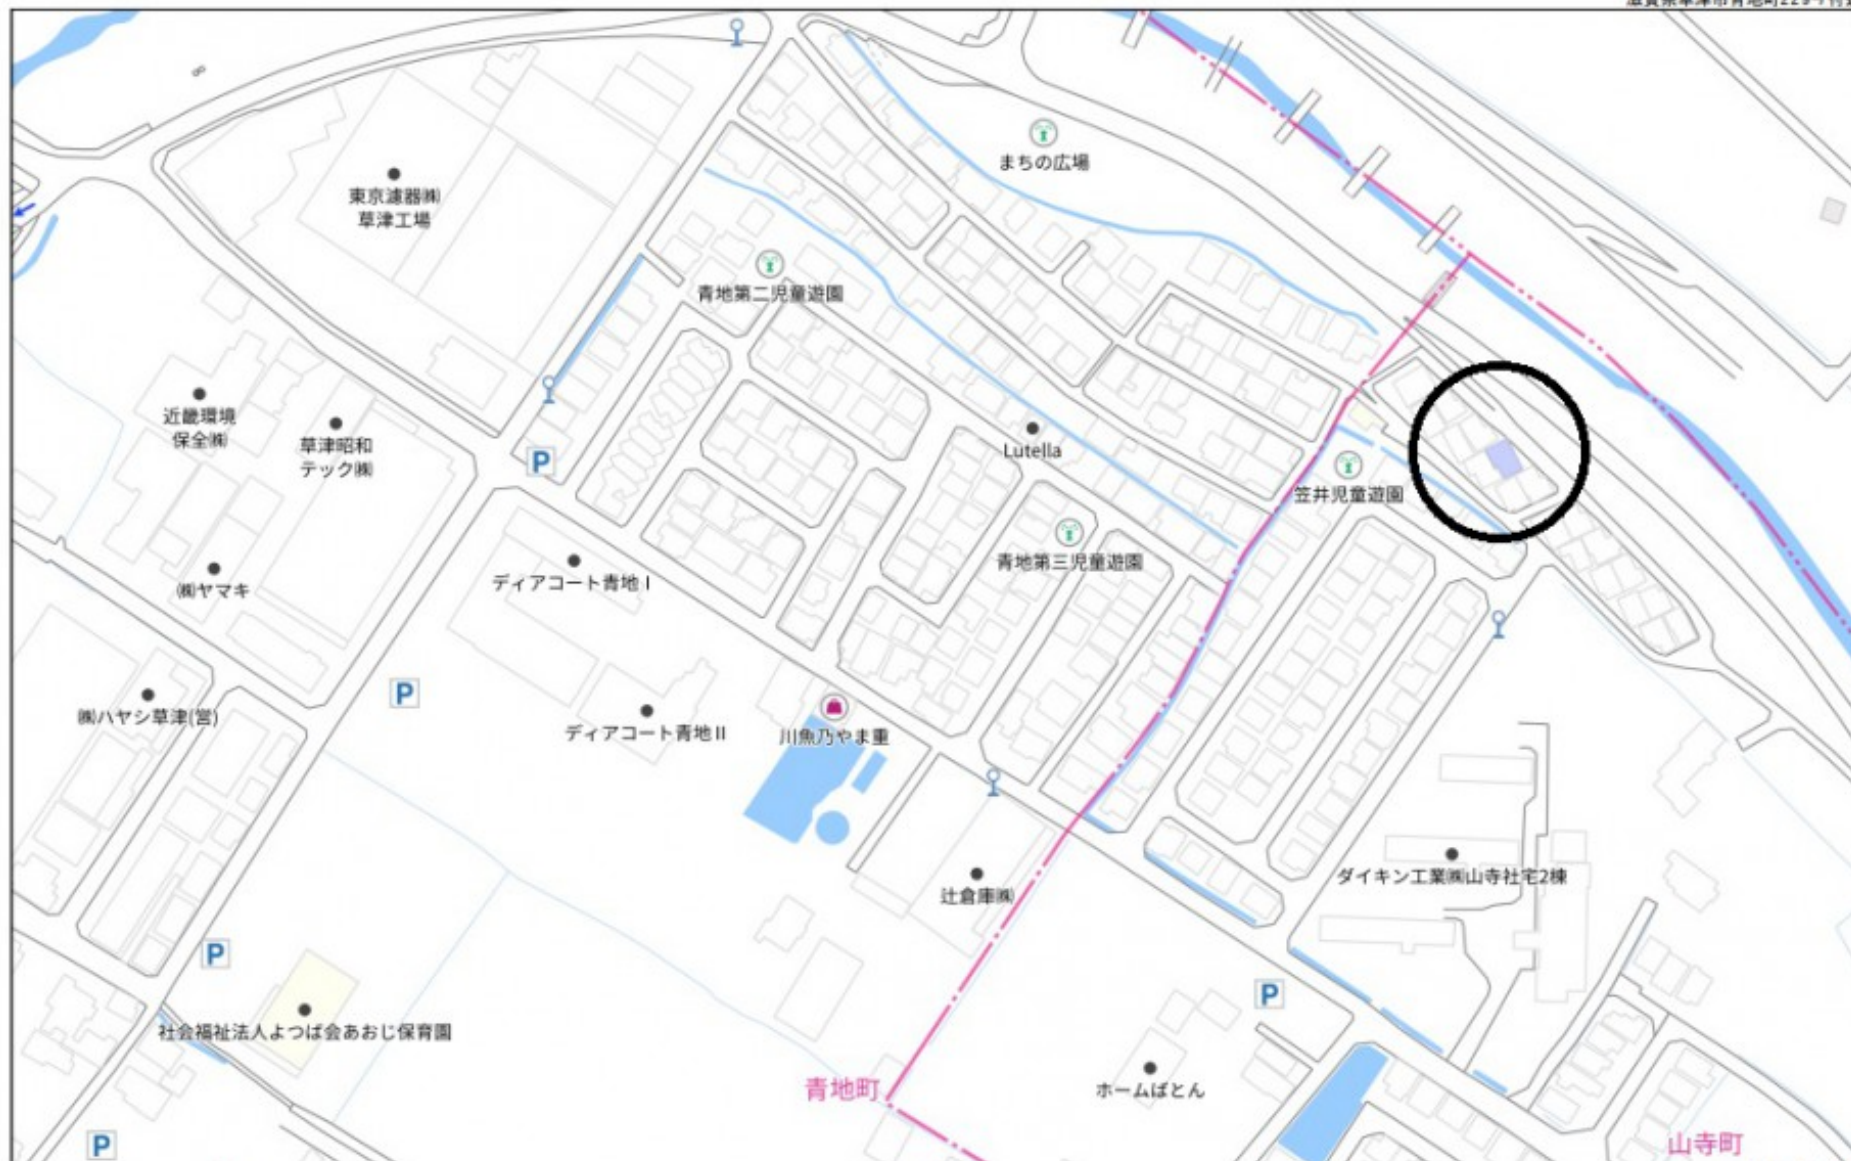 まちの広場
東京濾器㈱
草津工場
青地第二児童遊園
近畿環境
保全㈱
草津昭和
テック㈱
Lutella
笠井児童遊園
P
青地第三児童遊園
ディアコート青地Ⅰ
㈱ヤマキ
P
㈱ハヤシ草津(営)
ディアコート青地Ⅱ
川魚乃やま重
辻倉庫㈱
ダイキン工業㈱山寺社宅2棟
P
P
社会福祉法人よつば会あおじ保育園
青地町
ホームばとん
P
山寺町